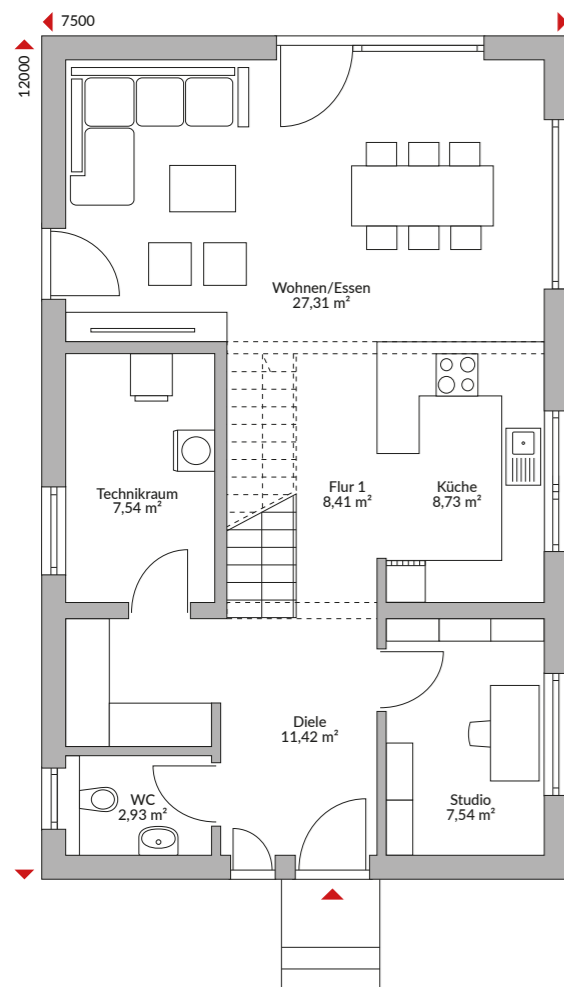 7500
12000
Wohnen/Essen
27,31 m²
Technikraum
7,54 m²
Flur 1
8,41 m²
Küche
8,73 m²
Diele
11,42 m²
WC
2,93 m²
Studio
7,54 m²